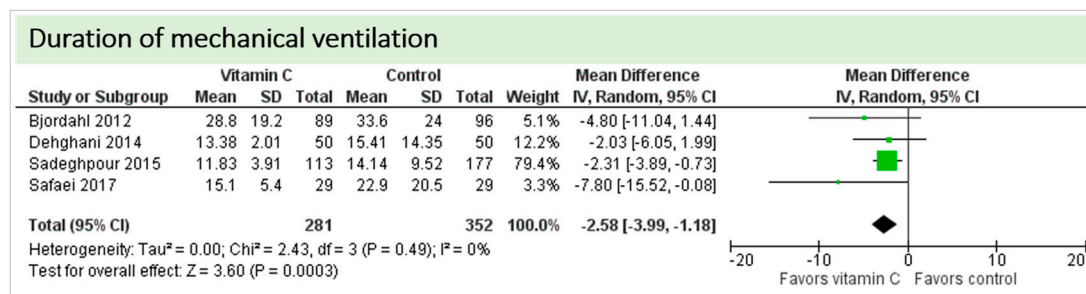 Duration of mechanical ventilation
Vitamin C Control Mean Difference Mean Difference
Study or Subgroup Mean SD Total Mean SD Total Weight IV, Random, 95% CI IV, Random, 95% CI
Bjordahl 2012 28.8 19.2 89 33.6 24 96 5.1% -4.80 [-11.04, 1.44]
Dehghani 2014 13.38 2.01 50 15.41 14.35 50 12.2% -2.03 [-6.05, 1.99]
Sadeghpour 2015 11.83 3.91 113 14.14 9.52 177 79.4% -2.31 [-3.89, -0.73]
Safaei 2017 15.1 5.4 29 22.9 20.5 29 3.3% -7.80 [-15.52, -0.08]
Total (95% CI) 281 352 100.0% -2.58 [-3.99, -1.18]
Heterogeneity: Tau² = 0.00; Chi² = 2.43, df = 3 (P = 0.49); I² = 0%
Test for overall effect: Z = 3.60 (P = 0.0003)
-20 -10 0 10 20
Favors vitamin C Favors control